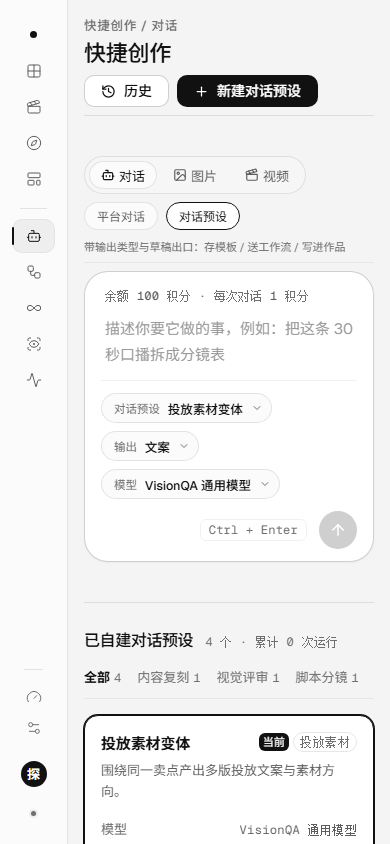 快捷创作 / 对话
快捷创作
历史
新建对话预设
对话
图片
视频
平台对话
对话预设
带输出类型与草稿出口：存模板 / 送工作流 / 写进作品
余额 100 积分 · 每次对话 1 积分
描述你要它做的事，例如：把这条 30
秒口播拆成分镜表
对话预设 投放素材变体
输出 文案
模型 VisionQA 通用模型
Ctrl + Enter
已自建对话预设 4 个 · 累计 0 次运行
全部 4 内容复刻 1 视觉评审 1 脚本分镜 1
投放素材变体 当前 投放素材
围绕同一卖点产出多版投放文案与素材方
向。
模型 VisionQA 通用模型
探